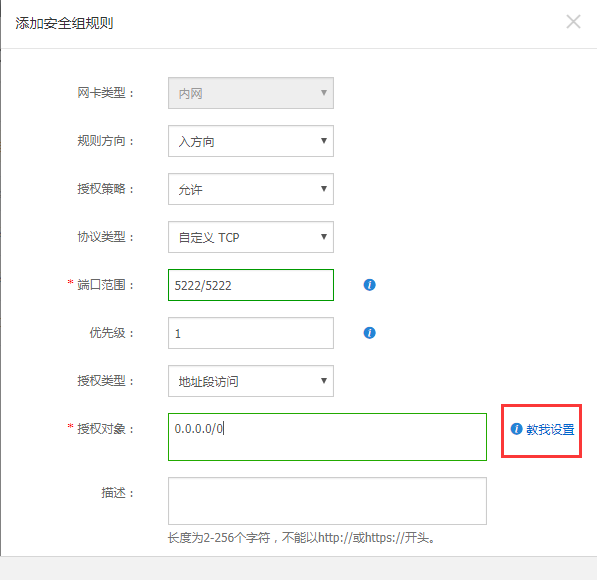 添加安全组规则
网卡类型： 内网
规则方向： 入方向
授权策略： 允许
协议类型： 自定义 TCP
* 端口范围： 5222/5222
优先级： 1
授权类型： 地址段访问
* 授权对象： 0.0.0.0/0 教我设置
描述：
长度为2-256个字符，不能以http://或https://开头。